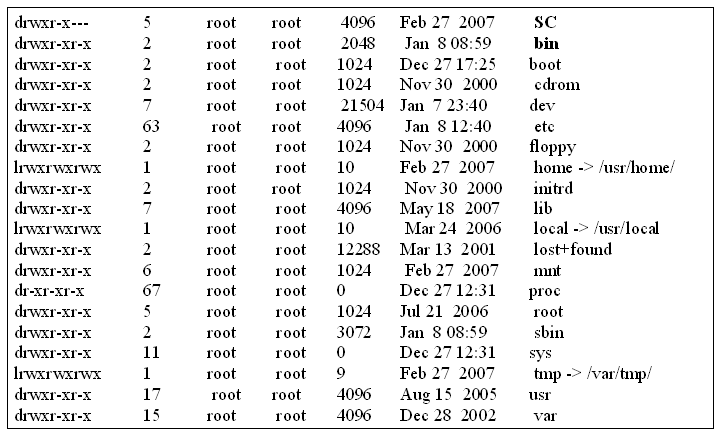 drwxr-x--- 5 root root 4096 Feb 27 2007 SC
drwxr-xr-x 2 root root 2048 Jan 8 08:59 bin
drwxr-xr-x 2 root root 1024 Dec 27 17:25 boot
drwxr-xr-x 2 root root 1024 Nov 30 2000 cdrom
drwxr-xr-x 7 root root 21504 Jan 7 23:40 dev
drwxr-xr-x 63 root root 4096 Jan 8 12:40 etc
drwxr-xr-x 2 root root 1024 Nov 30 2000 floppy
lrwxrwxrwx 1 root root 10 Feb 27 2007 home -> /usr/home/
drwxr-xr-x 2 root root 1024 Nov 30 2000 initrd
drwxr-xr-x 7 root root 4096 May 18 2007 lib
lrwxrwxrwx 1 root root 10 Mar 24 2006 local -> /usr/local
drwxr-xr-x 2 root root 12288 Mar 13 2001 lost+found
drwxr-xr-x 6 root root 1024 Feb 27 2007 mnt
dr-xr-xr-x 67 root root 0 Dec 27 12:31 proc
drwxr-xr-x 5 root root 1024 Jul 21 2006 root
drwxr-xr-x 2 root root 3072 Jan 8 08:59 sbin
drwxr-xr-x 11 root root 0 Dec 27 12:31 sys
lrwxrwxrwx 1 root root 9 Feb 27 2007 tmp -> /var/tmp/
drwxr-xr-x 17 root root 4096 Aug 15 2005 usr
drwxr-xr-x 15 root root 4096 Dec 28 2002 var